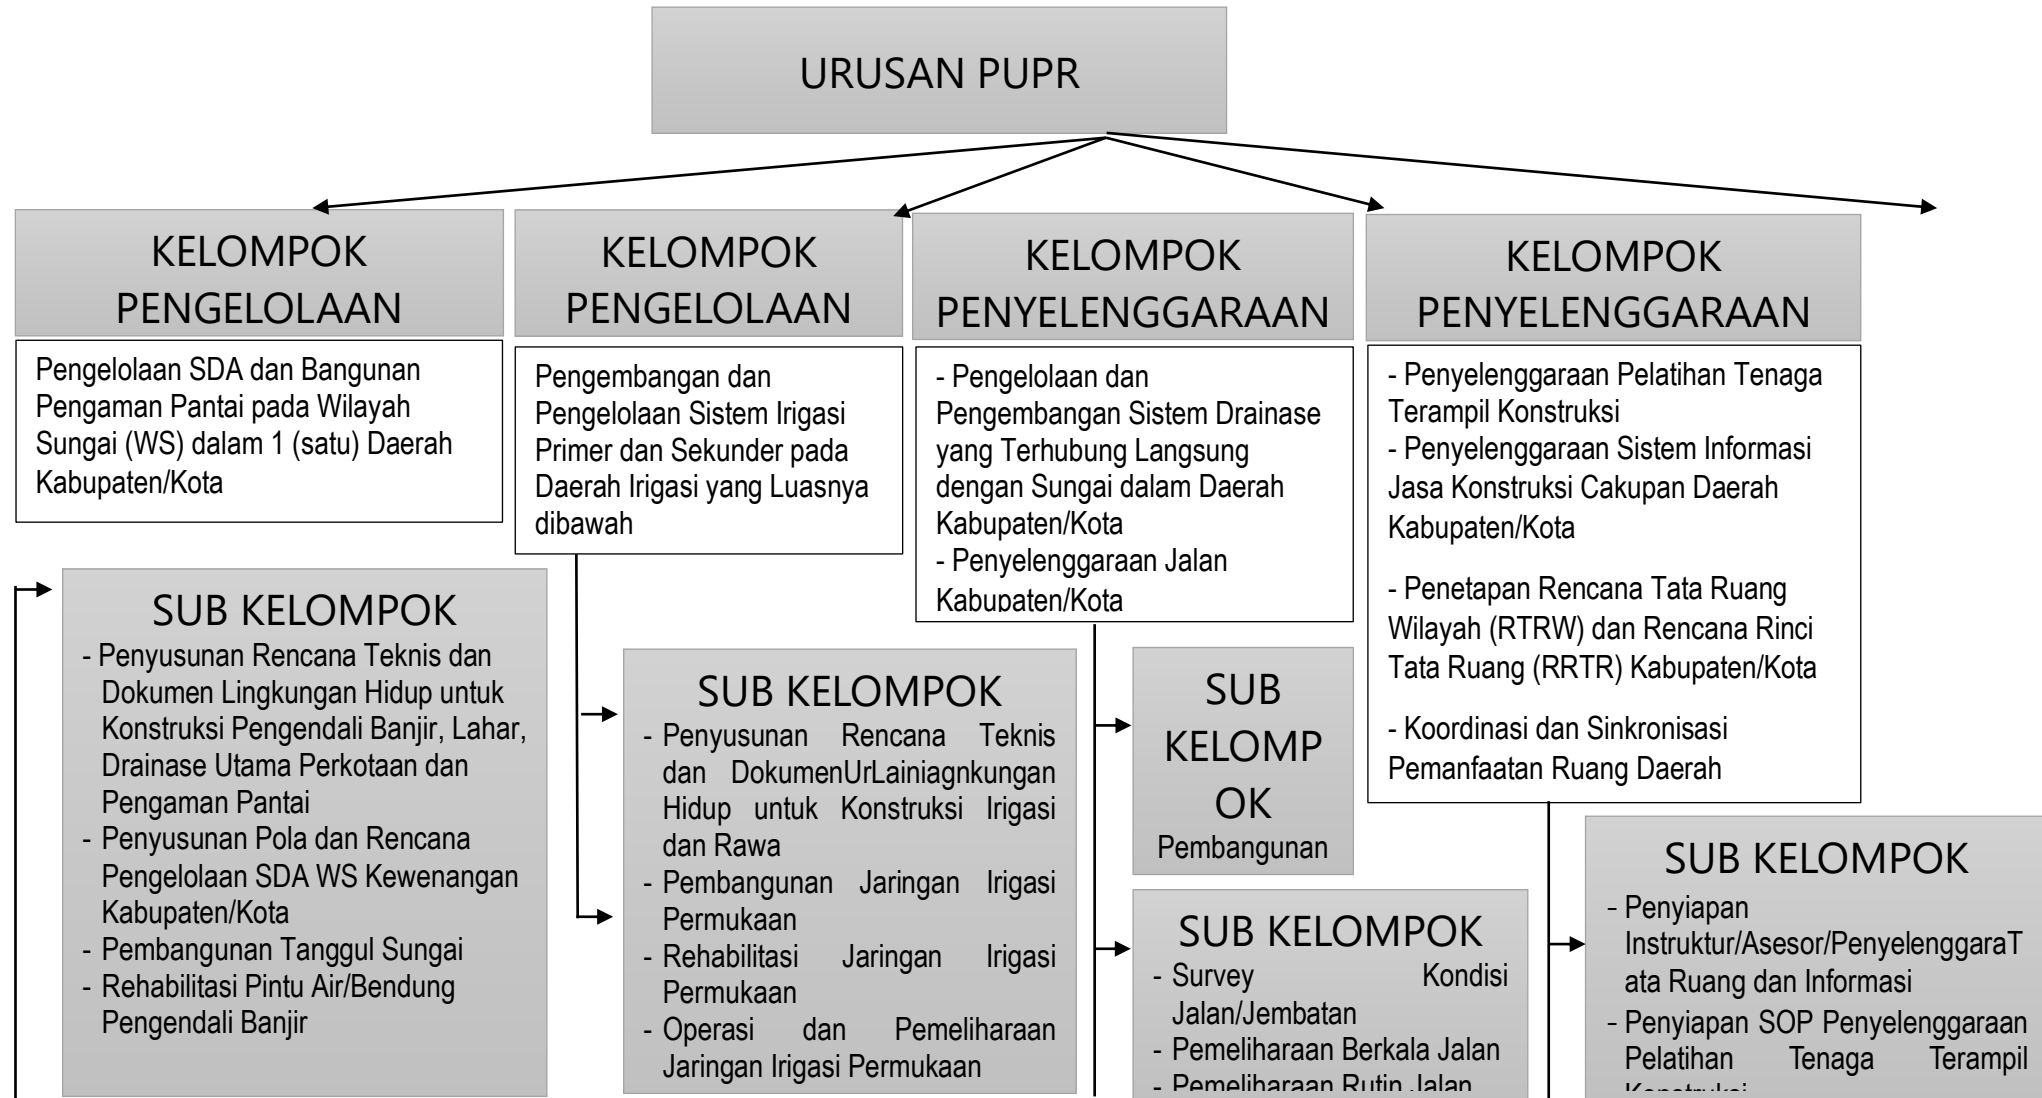 URUSAN PUPR
KELOMPOK
PENGELOLAAN
KELOMPOK
PENGELOLAAN
KELOMPOK
PENYELENGGARAAN
KELOMPOK
PENYELENGGARAAN
Pengelolaan SDA dan Bangunan
Pengaman Pantai pada Wilayah
Sungai (WS) dalam 1 (satu) Daerah
Kabupaten/Kota
Pengembangan dan
Pengelolaan Sistem Irigasi
Primer dan Sekunder pada
Daerah Irigasi yang Luasnya
dibawah
- Pengelolaan dan
Pengembangan Sistem Drainase
yang Terhubung Langsung
dengan Sungai dalam Daerah
Kabupaten/Kota
- Penyelenggaraan Jalan
Kabupaten/Kota
- Penyelenggaraan Pelatihan Tenaga
Terampil Konstruksi
- Penyelenggaraan Sistem Informasi
Jasa Konstruksi Cakupan Daerah
Kabupaten/Kota
- Penetapan Rencana Tata Ruang
Wilayah (RTRW) dan Rencana Rinci
Tata Ruang (RRTR) Kabupaten/Kota
- Koordinasi dan Sinkronisasi
Pemanfaatan Ruang Daerah
SUB KELOMPOK
- Penyusunan Rencana Teknis dan
Dokumen Lingkungan Hidup untuk
Konstruksi Pengendali Banjir, Lahar,
Drainase Utama Perkotaan dan
Pengaman Pantai
- Penyusunan Pola dan Rencana
Pengelolaan SDA WS Kewenangan
Kabupaten/Kota
- Pembangunan Tanggul Sungai
- Rehabilitasi Pintu Air/Bendung
Pengendali Banjir
SUB KELOMPOK
- Penyusunan Rencana Teknis
dan DokumenUrLainiagnkungan
Hidup untuk Konstruksi Irigasi
dan Rawa
- Pembangunan Jaringan Irigasi
Permukaan
- Rehabilitasi Jaringan Irigasi
Permukaan
- Operasi dan Pemeliharaan
Jaringan Irigasi Permukaan
SUB
KELOMP
OK
Pembangunan
SUB KELOMPOK
- Survey Kondisi
Jalan/Jembatan
- Pemeliharaan Berkala Jalan
- Pemeliharaan Rutin Jalan
SUB KELOMPOK
- Penyiapan
Instruktur/Asesor/PenyelenggaraT
ata Ruang dan Informasi
- Penyiapan SOP Penyelenggaraan
Pelatihan Tenaga Terampil
Konstruksi